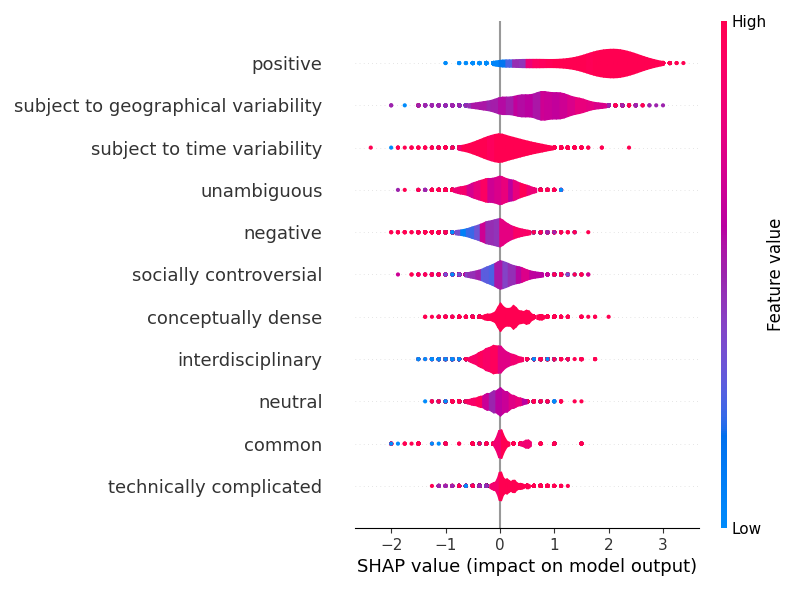 High
positive
subject to geographical variability
subject to time variability
unambiguous
negative
socially controversial
conceptually dense
interdisciplinary
neutral
common
technically complicated
Feature value
Low
−2 −1 0 1 2 3
SHAP value (impact on model output)